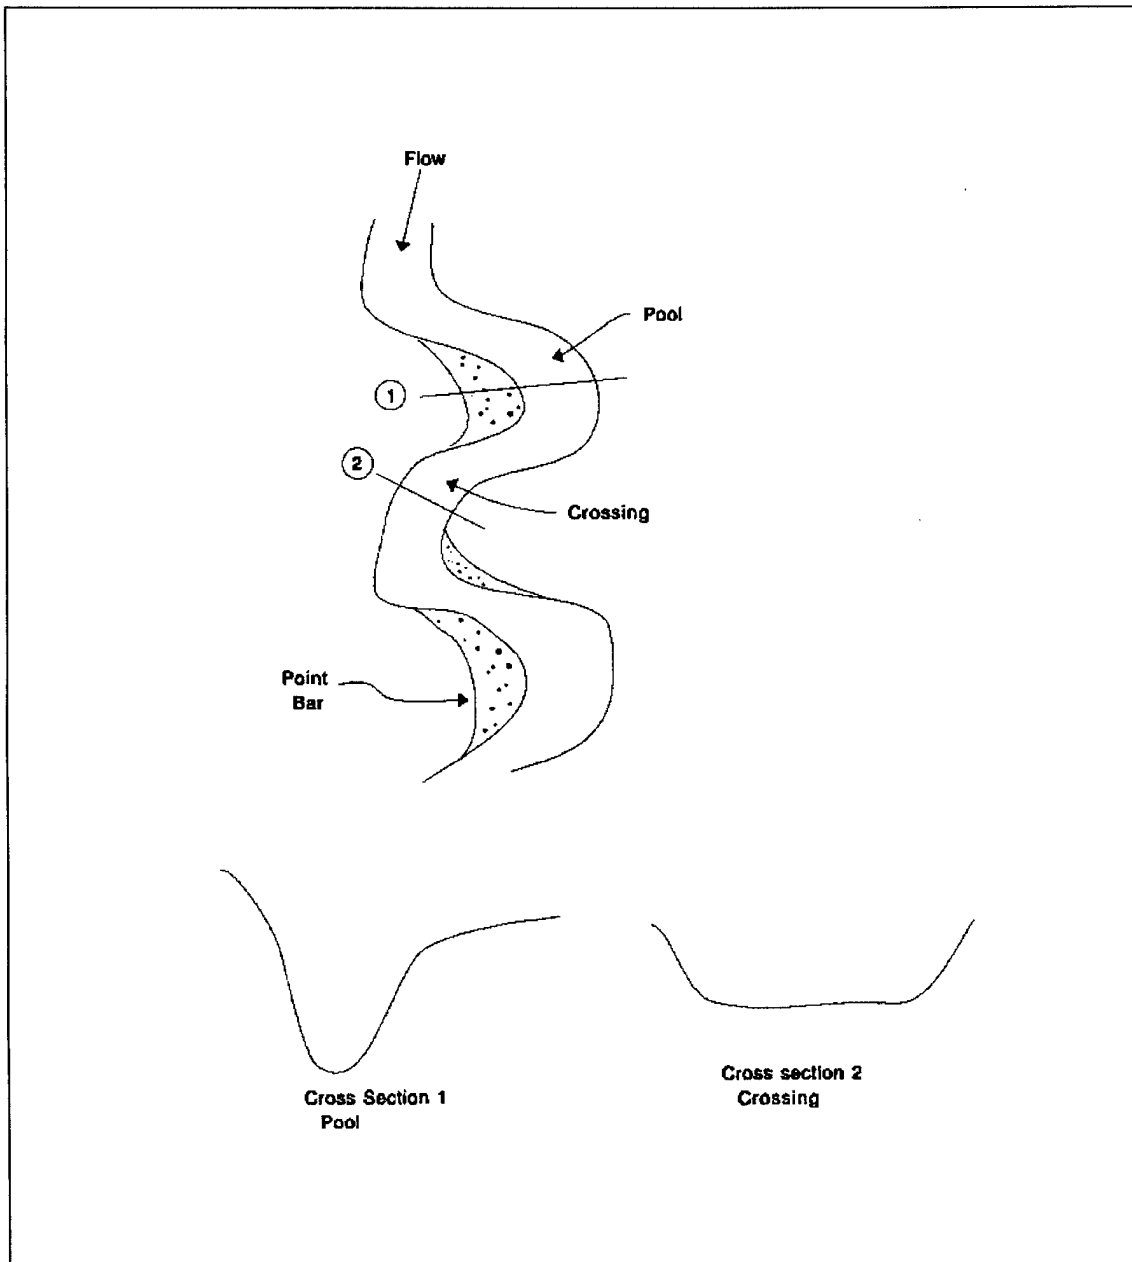 Flow
Pool
1
2
Crossing
Point
Bar
Cross Section 1
Pool
Cross section 2
Crossing